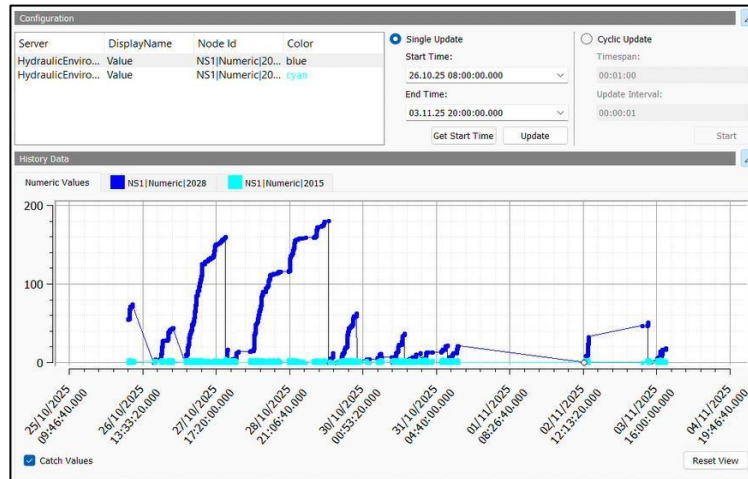 Configuration
Server DisplayName Node Id Color
HydraulicEnviro... Value NS1|Numeric|20... blue
HydraulicEnviro... Value NS1|Numeric|20... cyan
Single Update
Start Time:
26.10.25 08:00:00.000
End Time:
03.11.25 20:00:00.000
Get Start Time Update
Cyclic Update
Timespan:
00:01:00
Update Interval:
00:00:01
Start
History Data
Numeric Values NS1|Numeric|2028 NS1|Numeric|2015
200
100
0
25/10/2025 09:46:40.000
26/10/2025 13:33:20.000
27/10/2025 17:20:00.000
28/10/2025 21:06:40.000
30/10/2025 00:53:20.000
31/10/2025 04:40:00.000
01/11/2025 08:26:40.000
02/11/2025 12:13:20.000
03/11/2025 16:00:00.000
04/11/2025 19:46:40.000
Catch Values
Reset View